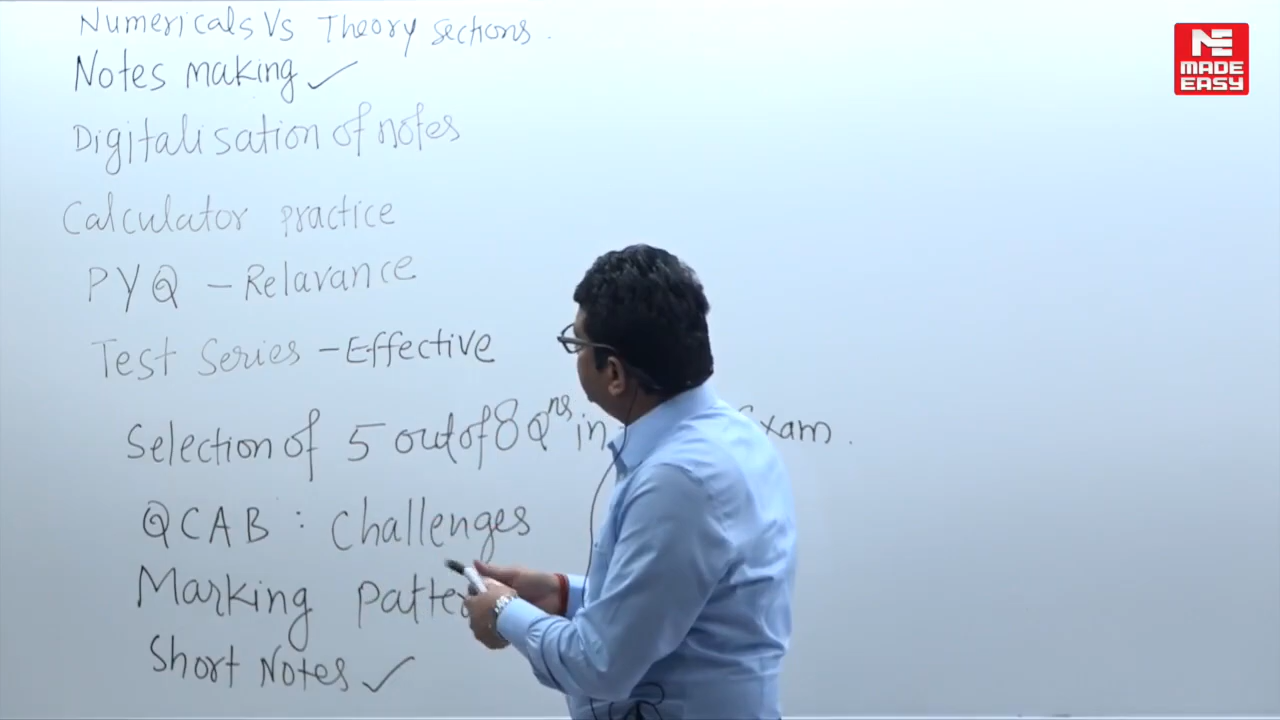 Numericals Vs Theory sections.
Notes making ✓
Digitalisation of notes
Calculator practice
PYQ – Relavance
Test Series – Effective
Selection of 5 out of 8 Qns in Exam.
QCAB : Challenges
Marking
Short Notes ✓
MADE EASY